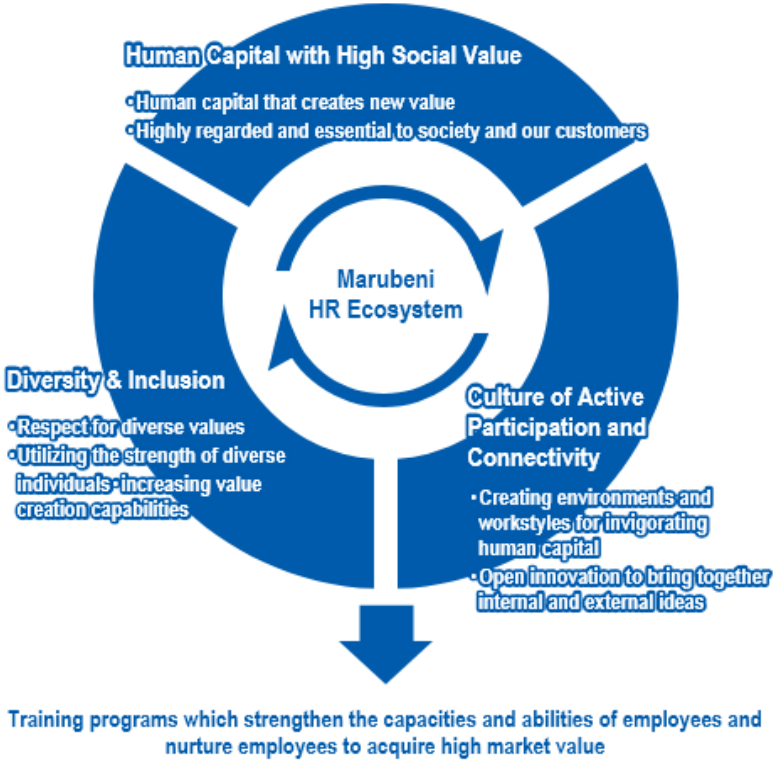 Human Capital with High Social Value
・Human capital that creates new value
・Highly regarded and essential to society and our customers
Marubeni
HR Ecosystem
Diversity & Inclusion
・Respect for diverse values
・Utilizing the strength of diverse
individuals・increasing value
creation capabilities
Culture of Active
Participation and
Connectivity
・Creating environments and
workstyles for invigorating
human capital
・Open innovation to bring together
internal and external ideas
Training programs which strengthen the capacities and abilities of employees and
nurture employees to acquire high market value